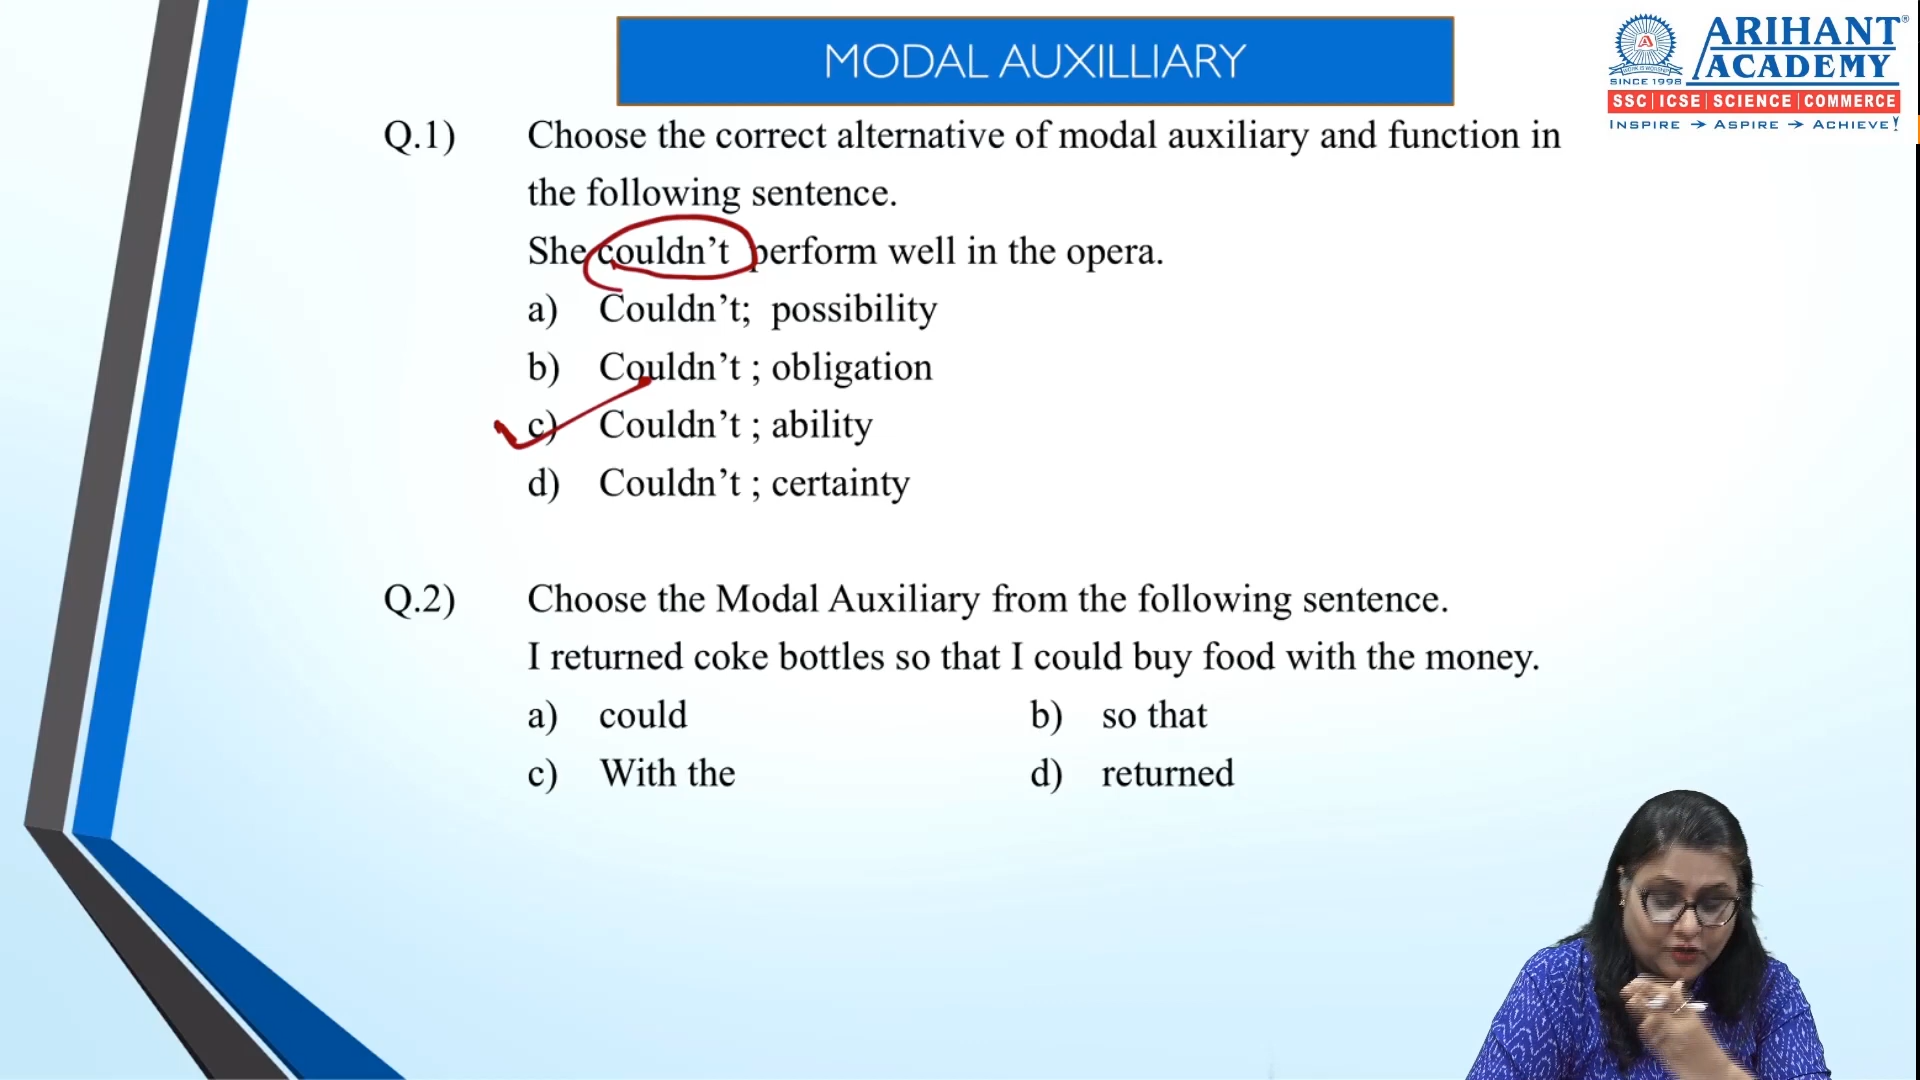 MODAL AUXILLIARY
ARIHANT®
ACADEMY
SINCE 1998
SSC | ICSE | SCIENCE | COMMERCE
INSPIRE → ASPIRE → ACHIEVE!
Q.1) Choose the correct alternative of modal auxiliary and function in
the following sentence.
She couldn’t perform well in the opera.
a) Couldn’t; possibility
b) Couldn’t ; obligation
c) Couldn’t ; ability
d) Couldn’t ; certainty
Q.2) Choose the Modal Auxiliary from the following sentence.
I returned coke bottles so that I could buy food with the money.
a) could b) so that
c) With the d) returned